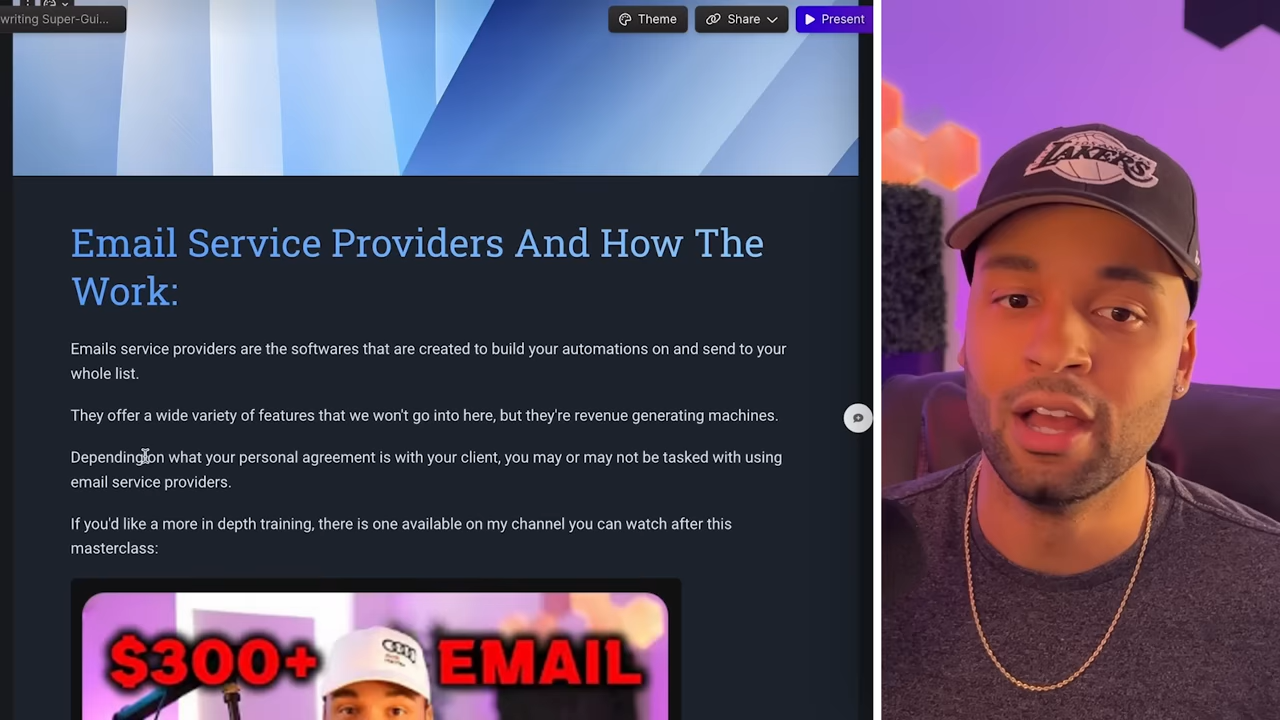 writing Super-Gui...
Theme
Share
Present
LAKERS
Email Service Providers And How The
Work:
Emails service providers are the softwares that are created to build your automations on and send to your
whole list.
They offer a wide variety of features that we won't go into here, but they're revenue generating machines.
Depending on what your personal agreement is with your client, you may or may not be tasked with using
email service providers.
If you'd like a more in depth training, there is one available on my channel you can watch after this
masterclass:
$300+ EMAIL